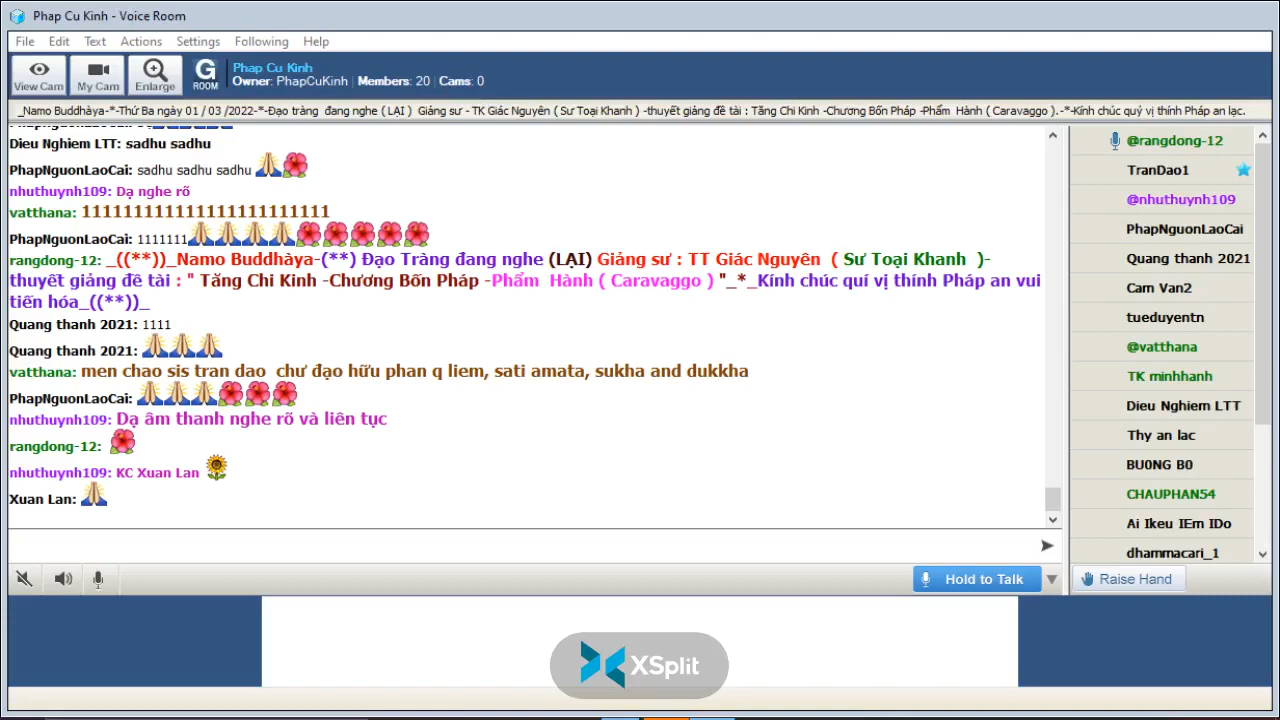 Phap Cu Kinh - Voice Room
File Edit Text Actions Settings Following Help
View Cam My Cam Enlarge G ROOM
Phap Cu Kinh
Owner: PhapCuKinh | Members: 20 | Cams: 0
_Namo Buddhàya-*-Thứ Ba ngày 01 / 03 /2022-*-Đạo tràng đang nghe ( LẠI ) Giảng sư - TK Giác Nguyên ( Sư Toại Khanh ) -thuyết giảng đề tài : Tăng Chi Kinh -Chương Bốn Pháp -Phẩm Hành ( Caravaggo ).-*-Kính chúc quý vị thính Pháp an lạc.
Dieu Nghiem LTT: sadhu sadhu
PhapNguonLaoCai: sadhu sadhu sadhu
nhuthuynh109: Dạ nghe rõ
vatthana: 111111111111111111111111
PhapNguonLaoCai: 1111111
rangdong-12: _((**))_Namo Buddhàya-(**) Đạo Tràng đang nghe (LẠI) Giảng sư : TT Giác Nguyên ( Sư Toại Khanh )-
thuyết giảng đề tài : " Tăng Chi Kinh -Chương Bốn Pháp -Phẩm Hành ( Caravaggo ) "_*_Kính chúc quí vị thính Pháp an vui
tiến hóa_((**))_
Quang thanh 2021: 1111
Quang thanh 2021:
vatthana: men chao sis tran dao chư đạo hữu phan q liem, sati amata, sukha and dukkha
PhapNguonLaoCai:
nhuthuynh109: Dạ âm thanh nghe rõ và liên tục
rangdong-12:
nhuthuynh109: KC Xuan Lan
Xuan Lan:
@rangdong-12
TranDao1
@nhuthuynh109
PhapNguonLaoCai
Quang thanh 2021
Cam Van2
tueduyentn
@vatthana
TK minhhanh
Dieu Nghiem LTT
Thy an lac
BU0NG B0
CHAUPHAN54
Ai Ikeu IEm IDo
dhammacari_1
Hold to Talk
Raise Hand
XSplit